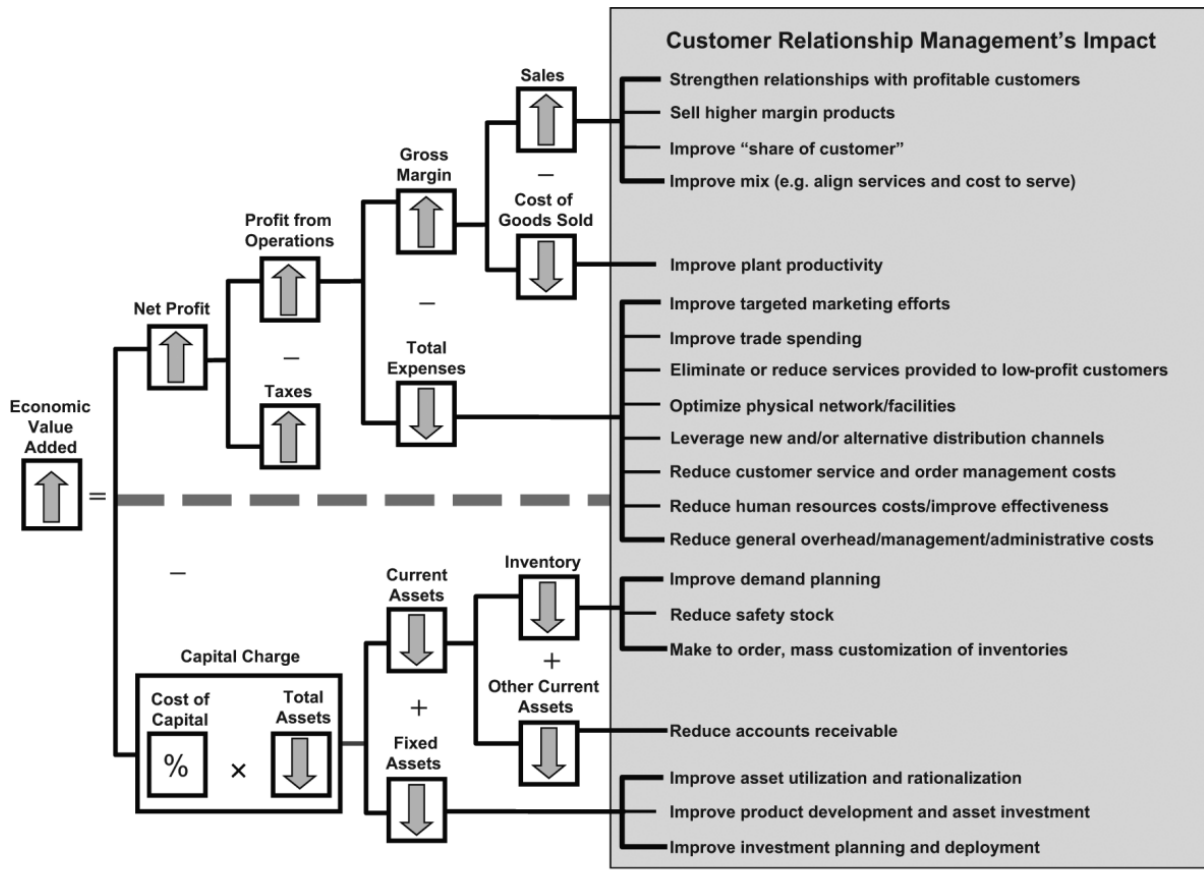 Customer Relationship Management's Impact
Sales
Strengthen relationships with profitable customers
Sell higher margin products
Improve “share of customer”
Improve mix (e.g. align services and cost to serve)
Gross
Margin
−
Cost of
Goods Sold
Improve plant productivity
Profit from
Operations
−
Total
Expenses
Improve targeted marketing efforts
Improve trade spending
Eliminate or reduce services provided to low-profit customers
Optimize physical network/facilities
Leverage new and/or alternative distribution channels
Reduce customer service and order management costs
Reduce human resources costs/improve effectiveness
Reduce general overhead/management/administrative costs
Net Profit
−
Taxes
Economic
Value
Added
=
−
Capital Charge
Cost of
Capital
%
×
Total
Assets
Current
Assets
+
Fixed
Assets
Inventory
+
Other Current
Assets
Improve demand planning
Reduce safety stock
Make to order, mass customization of inventories
Reduce accounts receivable
Improve asset utilization and rationalization
Improve product development and asset investment
Improve investment planning and deployment